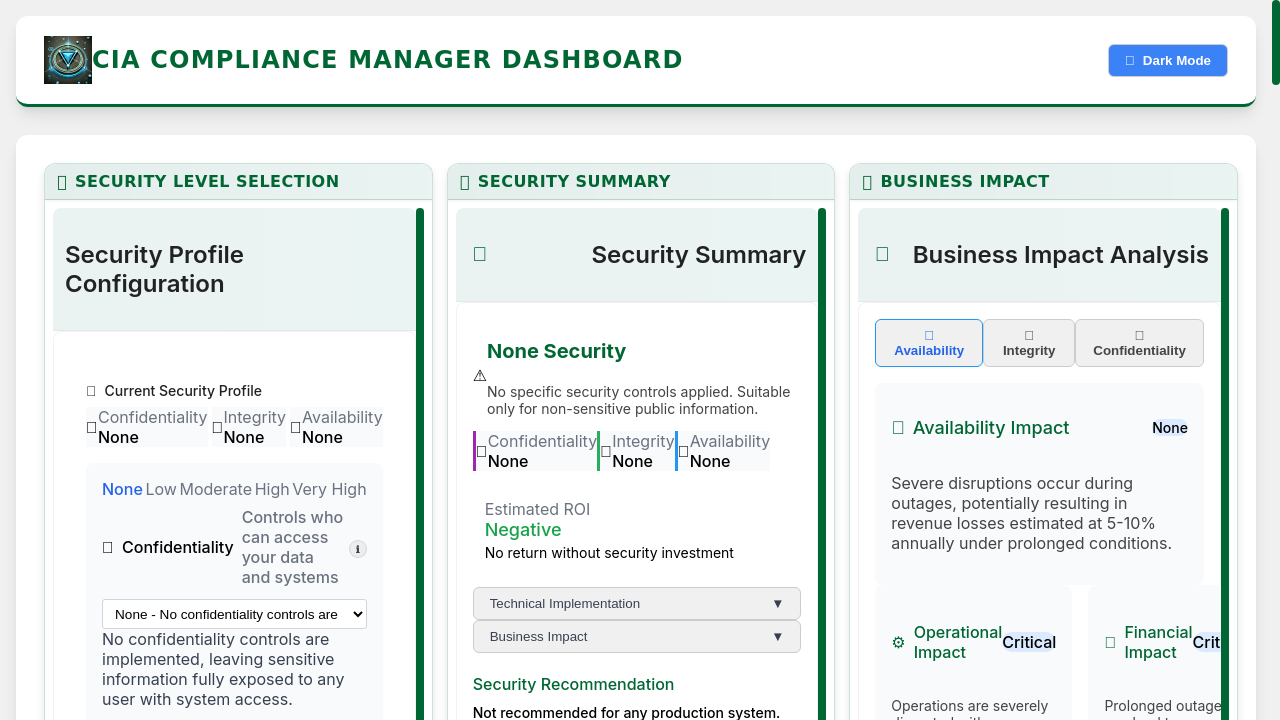 CIA COMPLIANCE MANAGER DASHBOARD
Dark Mode
SECURITY LEVEL SELECTION
Security Profile
Configuration
Current Security Profile
Confidentiality Integrity Availability
None None None
None Low Moderate High Very High
Confidentiality
Controls who
can access
your data
and systems
None - No confidentiality controls are
No confidentiality controls are
implemented, leaving sensitive
information fully exposed to any
user with system access.
SECURITY SUMMARY
Security Summary
None Security
⚠
No specific security controls applied. Suitable
only for non-sensitive public information.
Confidentiality Integrity Availability
None None None
Estimated ROI
Negative
No return without security investment
Technical Implementation ▼
Business Impact ▼
Security Recommendation
Not recommended for any production system.
BUSINESS IMPACT
Business Impact Analysis
Availability Integrity Confidentiality
Availability Impact None
Severe disruptions occur during
outages, potentially resulting in
revenue losses estimated at 5-10%
annually under prolonged conditions.
⚙ Operational
Impact
Critical
Operations are severely
Financial
Impact
Crit
Prolonged outage